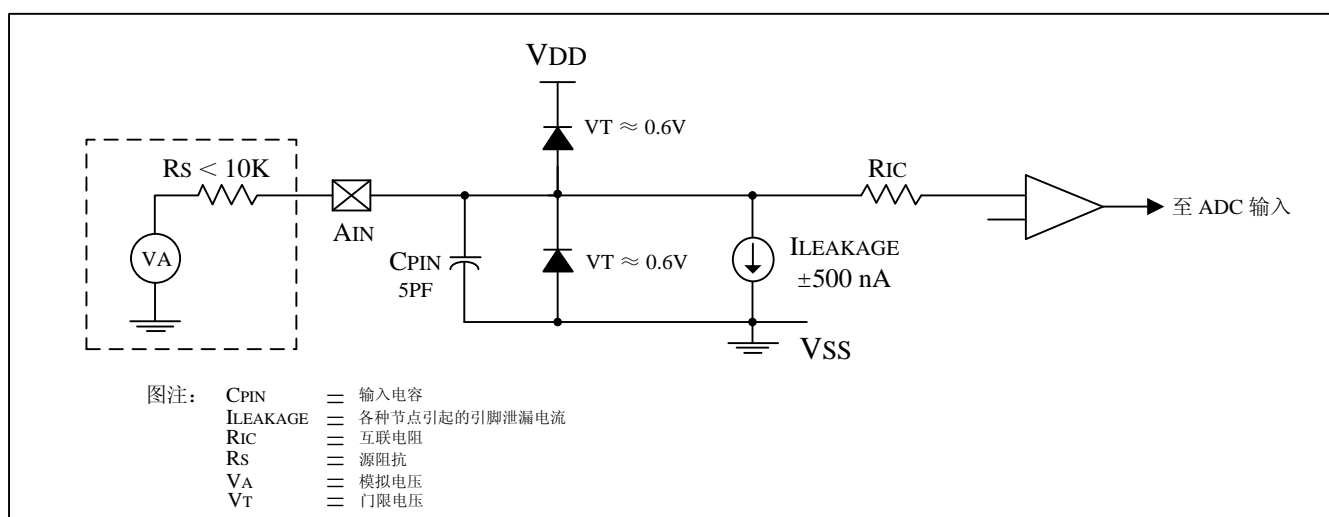 VDD
VT ≈ 0.6V
RS < 10K
RIC
至 ADC 输入
AIN
VA
CPIN
5PF
VT ≈ 0.6V
ILEAKAGE
±500 nA
VSS
图注: CPIN = 输入电容
ILEAKAGE = 各种节点引起的引脚泄漏电流
RIC = 互联电阻
RS = 源阻抗
VA = 模拟电压
VT = 门限电压